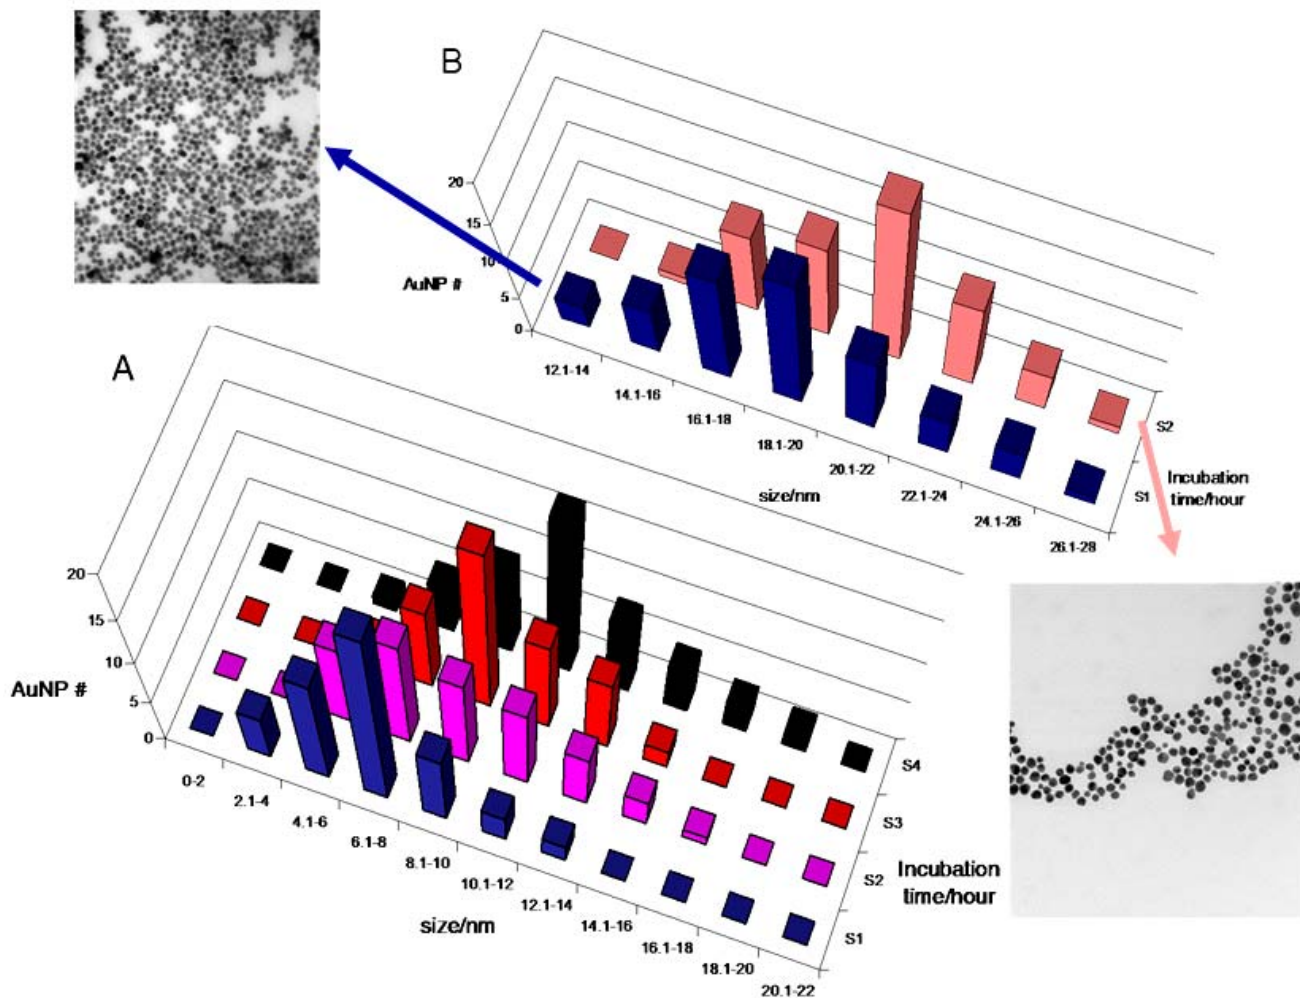 B
20
15
10
5
0
AuNP #
12.1-14
14.1-16
16.1-18
18.1-20
20.1-22
22.1-24
24.1-26
26.1-28
size/nm
S2
S1
Incubation
time/hour
A
20
15
10
5
0
AuNP #
0-2
2.1-4
4.1-6
6.1-8
8.1-10
10.1-12
12.1-14
14.1-16
16.1-18
18.1-20
20.1-22
size/nm
S4
S3
S2
S1
Incubation
time/hour